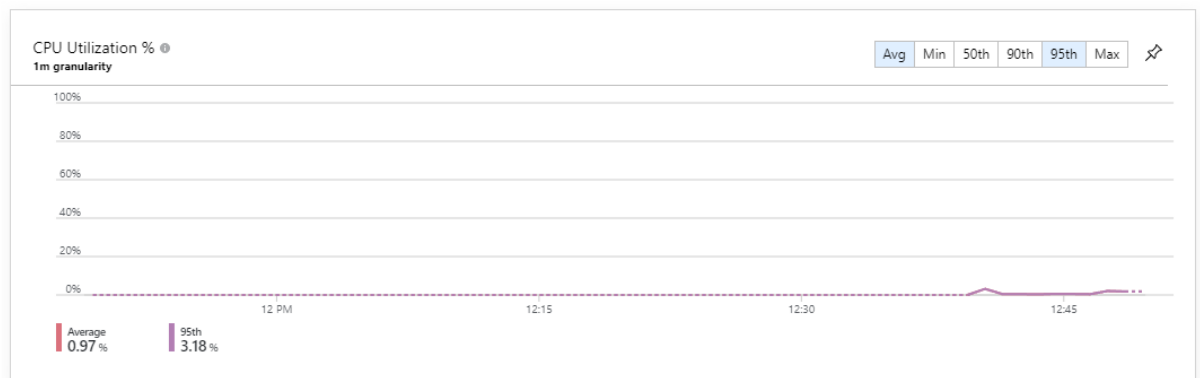 CPU Utilization %
1m granularity
Avg Min 50th 90th 95th Max
100%
80%
60%
40%
20%
0%
12 PM 12:15 12:30 12:45
Average 95th
0.97 % 3.18 %